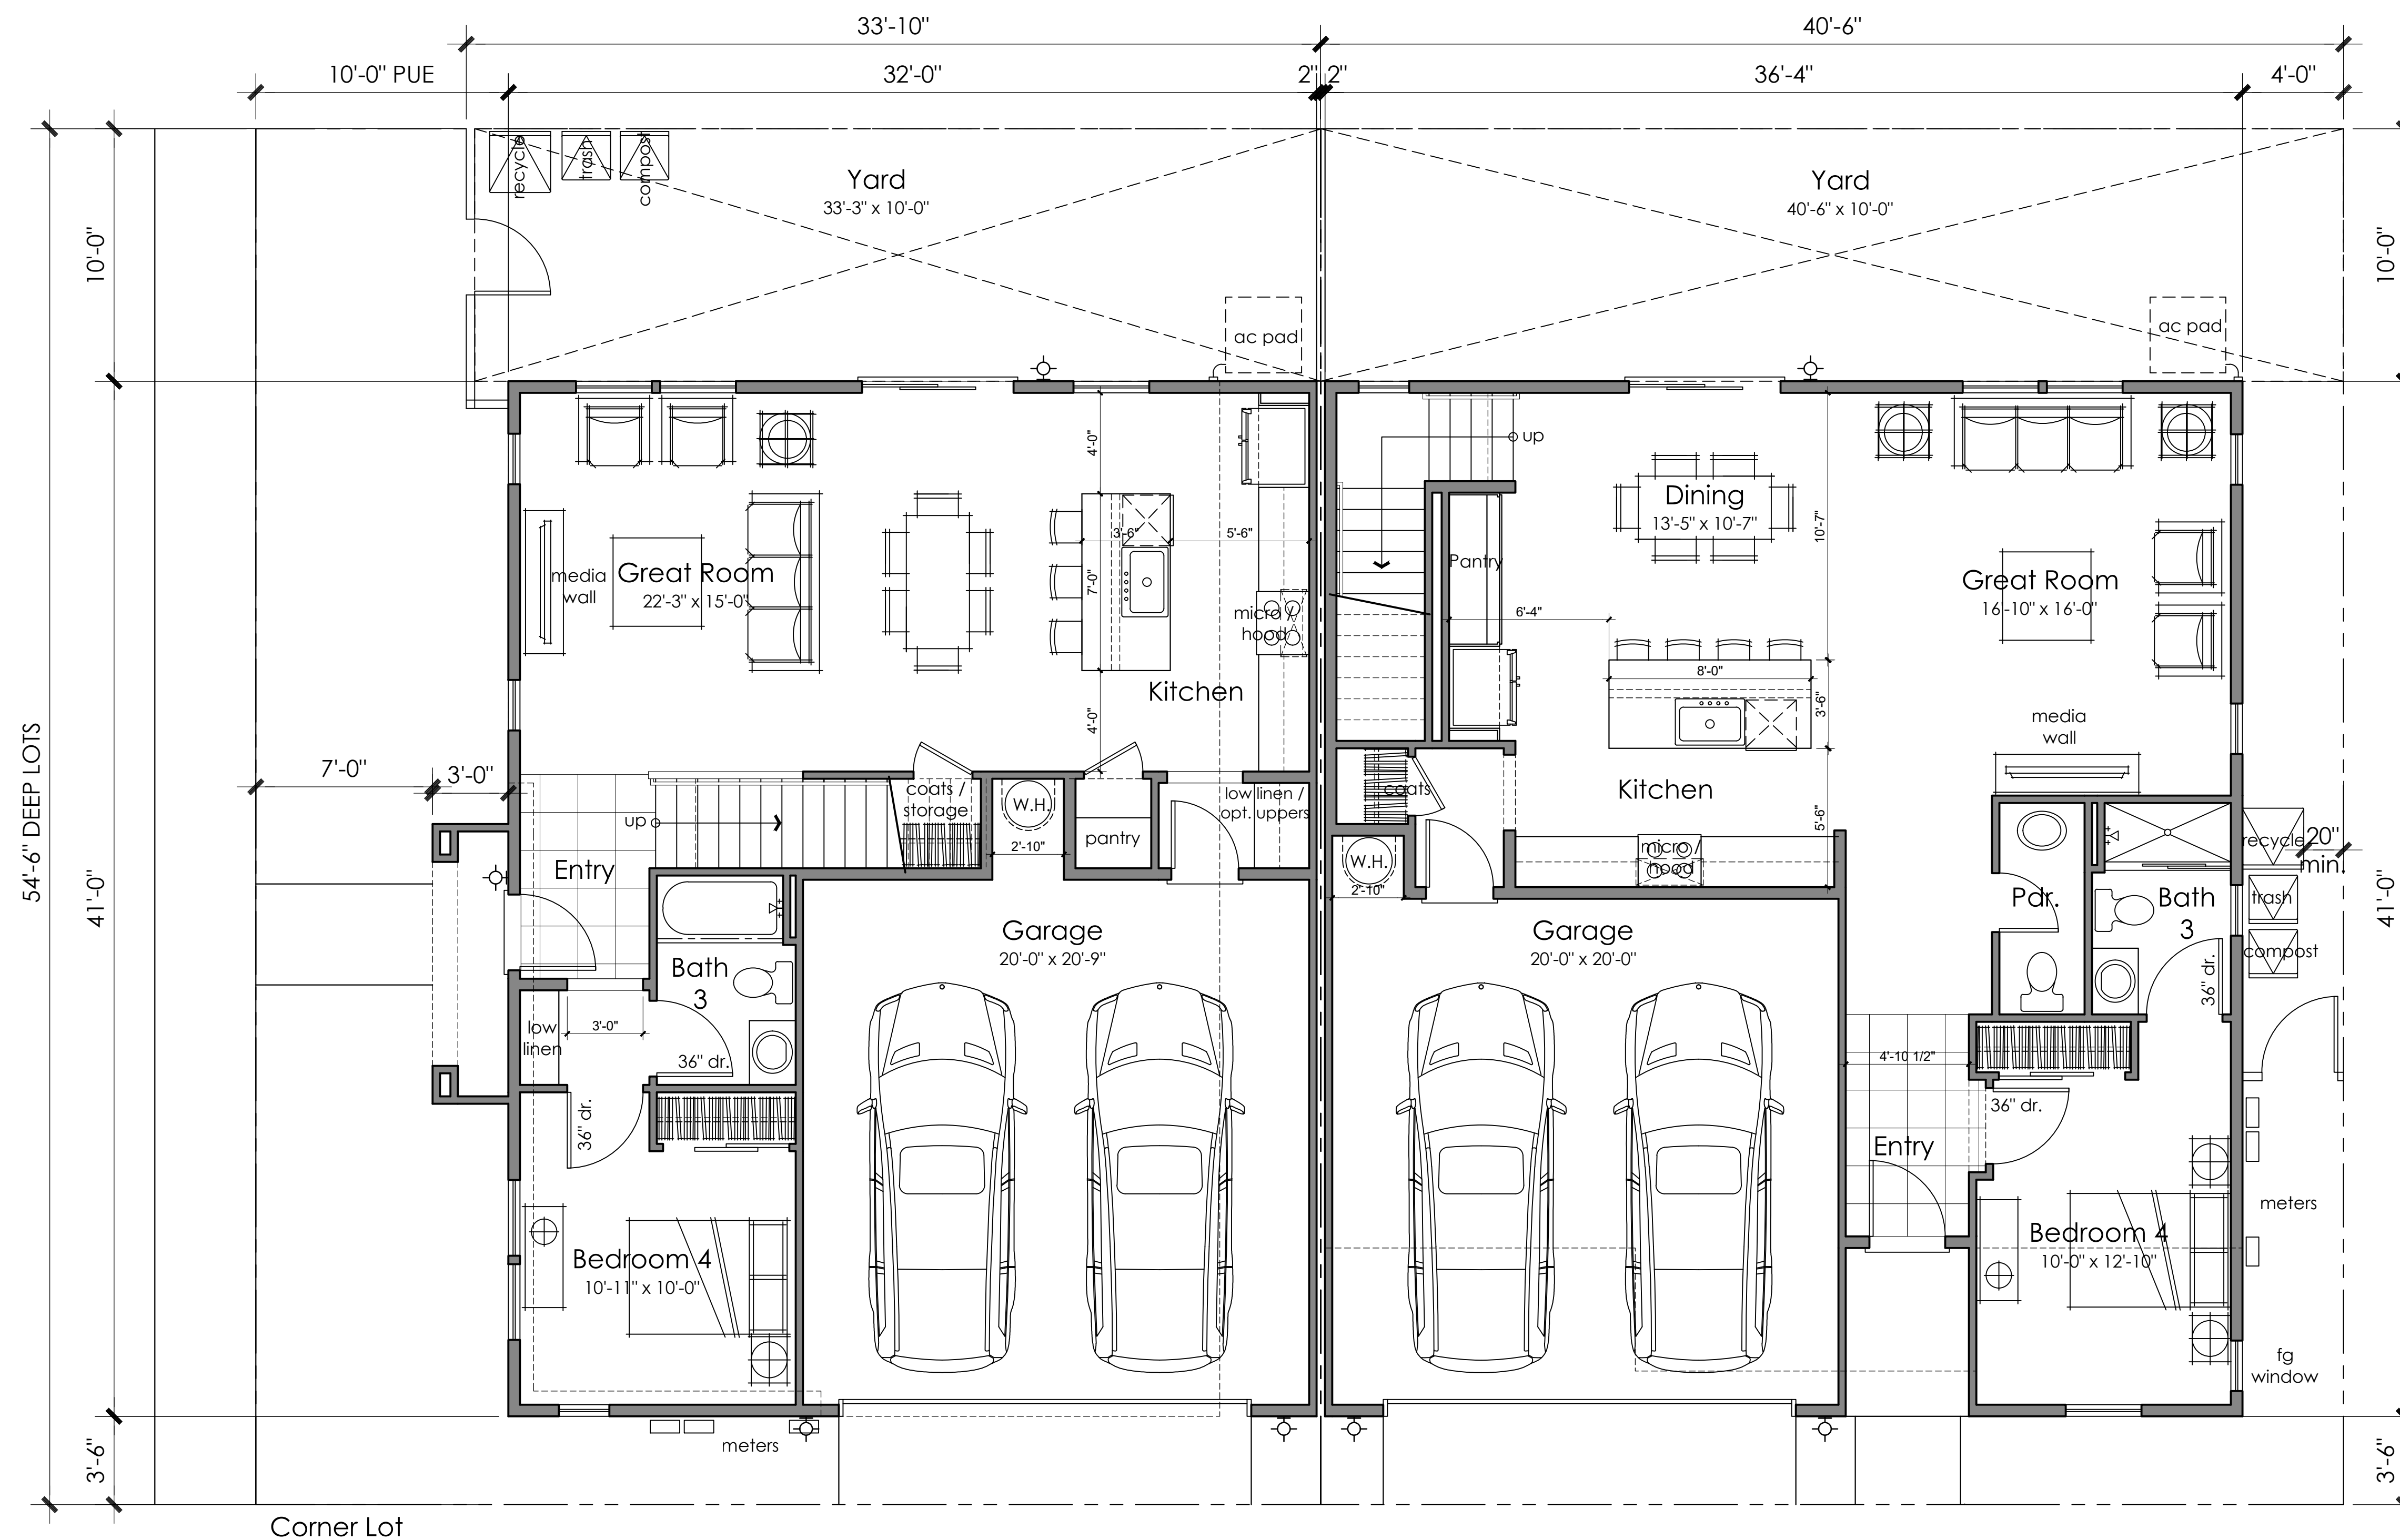 33'-10"
40'-6"
10'-0" PUE
32'-0"
2"
2"
36'-4"
4'-0"
recycle
trash
compost
Yard
33'-3" x 10'-0"
Yard
40'-6" x 10'-0"
10'-0"
10'-0"
ac pad
ac pad
up
4'-0"
Dining
13'-5" x 10'-7"
10'-7"
3'-6"
5'-6"
Pantry
media
wall
Great Room
22'-3" x 15'-0"
7'-0"
Great Room
16'-10" x 16'-0"
micro /
hood
6'-4"
8'-0"
3'-6"
Kitchen
4'-0"
media
wall
54'-6" DEEP LOTS
7'-0"
3'-0"
coats /
storage
W.H.
2'-10"
pantry
low linen /
opt. uppers
coats
Kitchen
5'-6"
up
Entry
W.H.
2'-10"
micro /
hood
recycle
20"
min.
41'-0"
41'-0"
Pdr.
Bath
3
trash
compost
36" dr.
Garage
20'-0" x 20'-9"
Garage
20'-0" x 20'-0"
Bath
3
low
linen
3'-0"
36" dr.
36" dr.
4'-10 1/2"
36" dr.
Entry
meters
Bedroom 4
10'-11" x 10'-0"
Bedroom 4
10'-0" x 12'-10"
fg
window
meters
3'-6"
3'-6"
Corner Lot